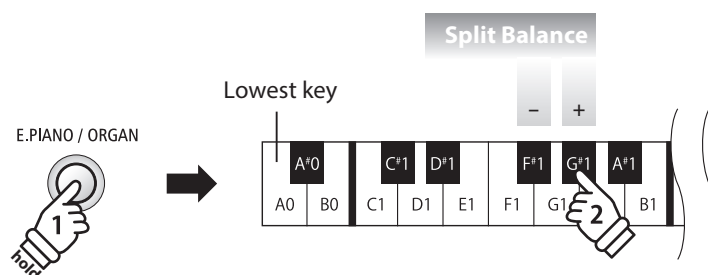 Split Balance
– +
Lowest key
E.PIANO / ORGAN
A#0 C#1 D#1 F#1 G#1 A#1
A0 B0 C1 D1 E1 F1 G1 B1
1 2
hold